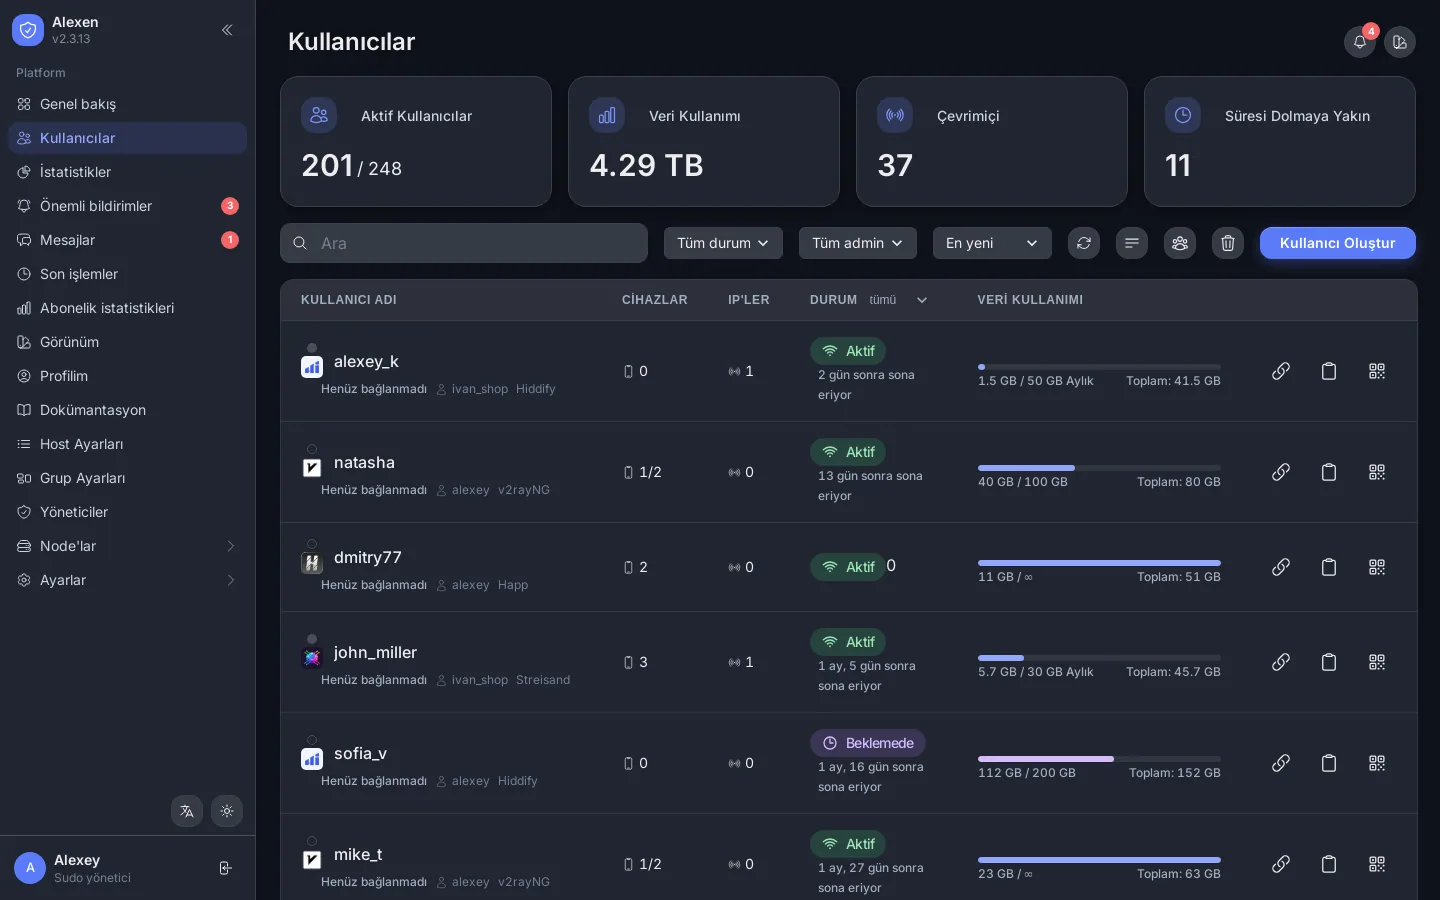 Alexen
v2.3.13
Platform
Genel bakış
Kullanıcılar
İstatistikler
Önemli bildirimler 3
Mesajlar 1
Son işlemler
Abonelik istatistikleri
Görünüm
Profilim
Dokümantasyon
Host Ayarları
Grup Ayarları
Yöneticiler
Node'lar
Ayarlar
A
Alexey
Sudo yönetici
Kullanıcılar
4
Aktif Kullanıcılar
201 / 248
Veri Kullanımı
4.29 TB
Çevrimiçi
37
Süresi Dolmaya Yakın
11
Ara
Tüm durum
Tüm admin
En yeni
Kullanıcı Oluştur
KULLANICI ADI CİHAZLAR IP'LER DURUM tümü VERİ KULLANIMI
alexey_k
Henüz bağlanmadı ivan_shop Hiddify
0
1
Aktif
2 gün sonra sona
eriyor
1.5 GB / 50 GB Aylık Toplam: 41.5 GB
natasha
Henüz bağlanmadı alexey v2rayNG
1/2
0
Aktif
13 gün sonra sona
eriyor
40 GB / 100 GB Toplam: 80 GB
dmitry77
Henüz bağlanmadı alexey Happ
2
0
Aktif 0
11 GB / ∞ Toplam: 51 GB
john_miller
Henüz bağlanmadı ivan_shop Streisand
3
1
Aktif
1 ay, 5 gün sonra
sona eriyor
5.7 GB / 30 GB Aylık Toplam: 45.7 GB
sofia_v
Henüz bağlanmadı alexey Hiddify
0
0
Beklemede
1 ay, 16 gün sonra
sona eriyor
112 GB / 200 GB Toplam: 152 GB
mike_t
Henüz bağlanmadı alexey v2rayNG
1/2
0
Aktif
1 ay, 27 gün sonra
sona eriyor
23 GB / ∞ Toplam: 63 GB